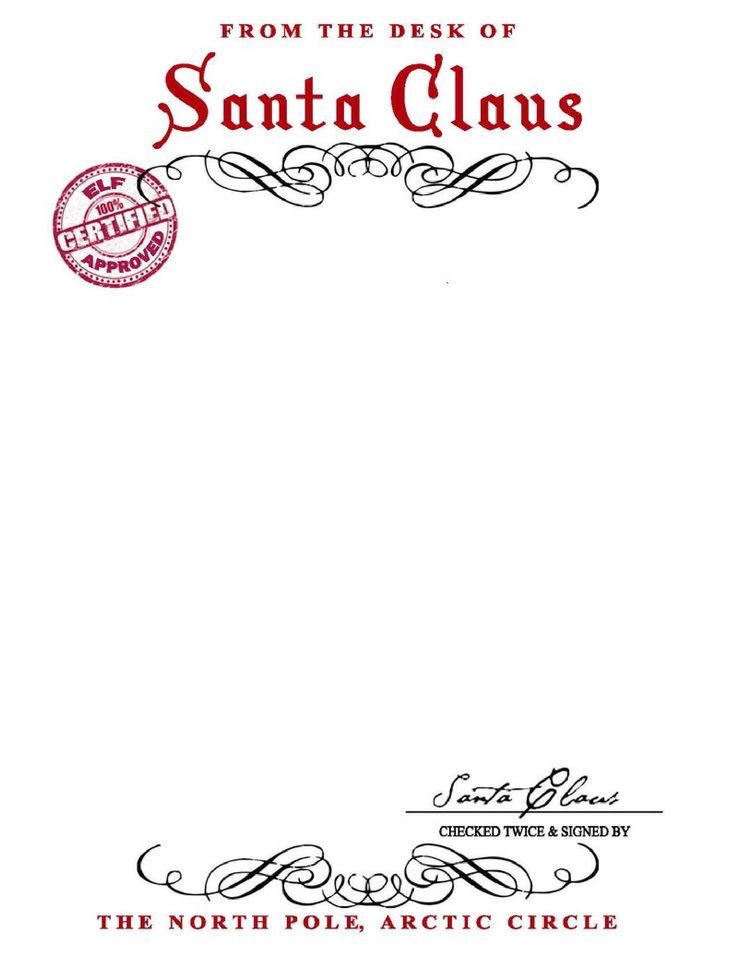 FROM THE DESK OF
Santa Claus
ELF
100%
CERTIFIED
APPROVED
Santa Claus
CHECKED TWICE & SIGNED BY
THE NORTH POLE, ARCTIC CIRCLE